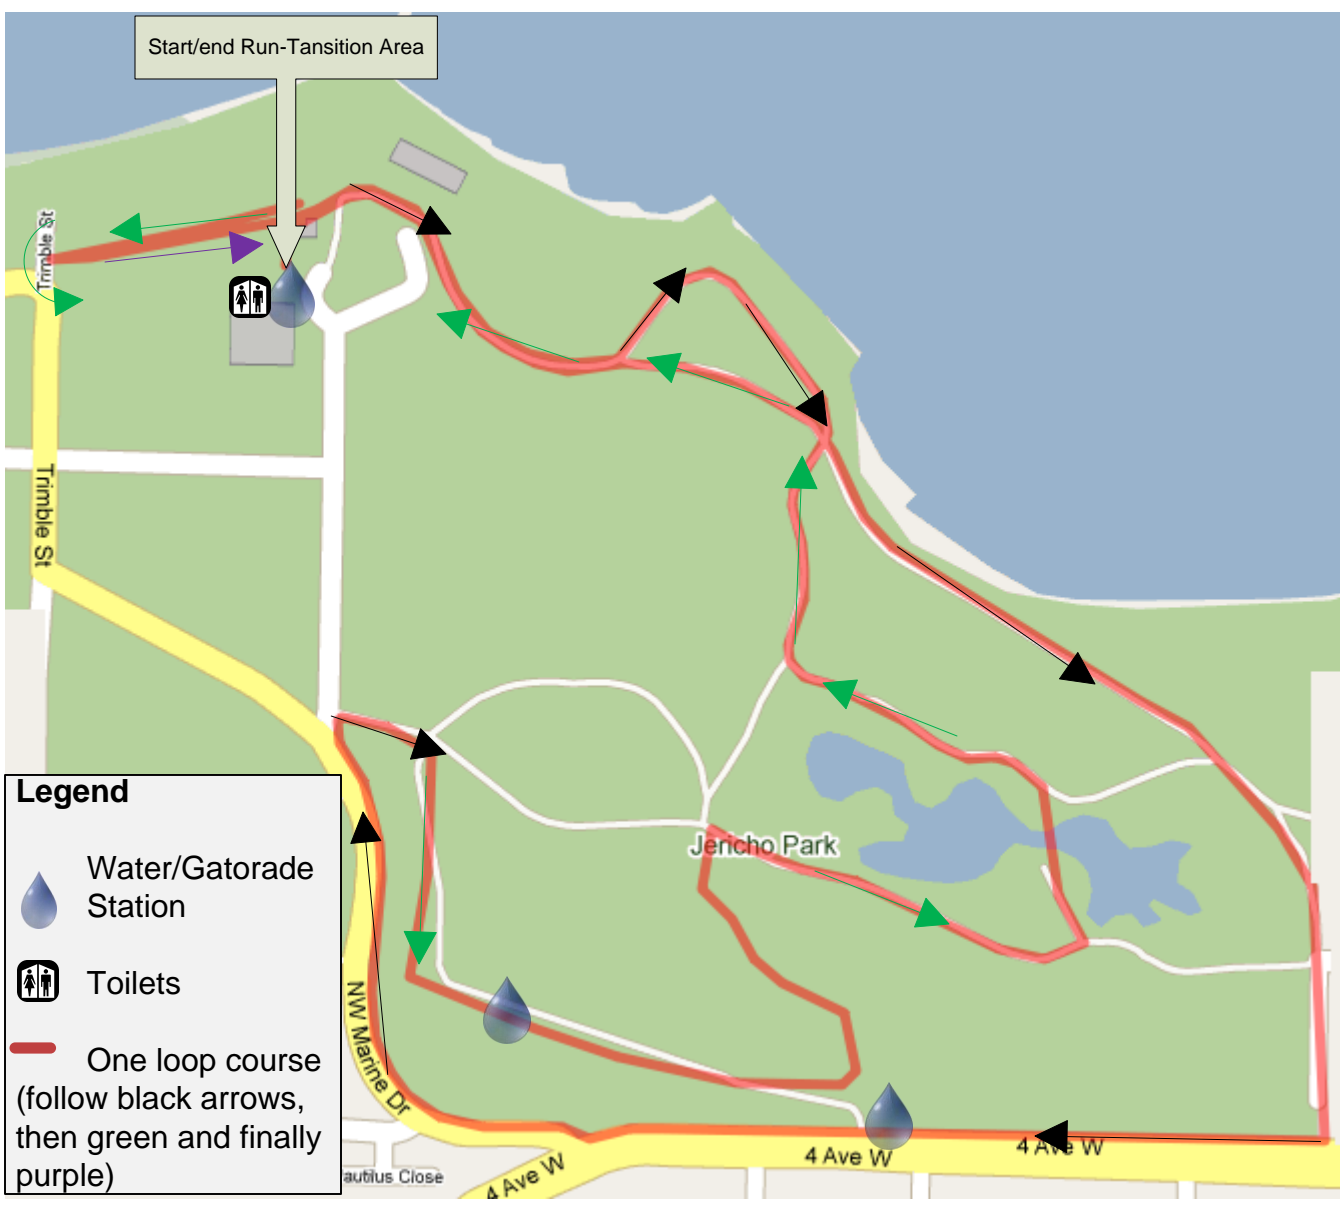 Start/end Run-Tansition Area
Trimble St
Trimble St
Jericho Park
NW Marine Dr
4 Ave W
4 Ave W
4 Ave W
autilus Close
Legend
Water/Gatorade
Station
Toilets
One loop course
(follow black arrows,
then green and finally
purple)